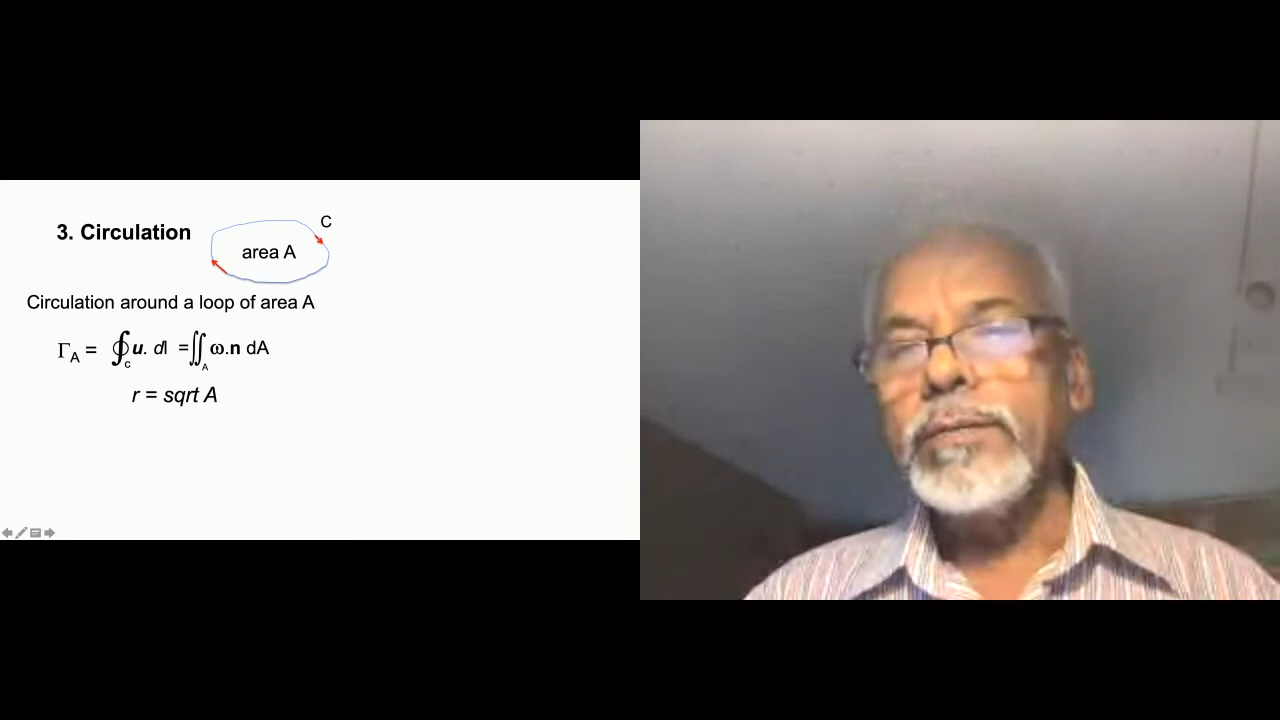 3. Circulation
C
area A
Circulation around a loop of area A
Γ_A = ∮_c u. dl =∬_A ω.n dA
r = sqrt A